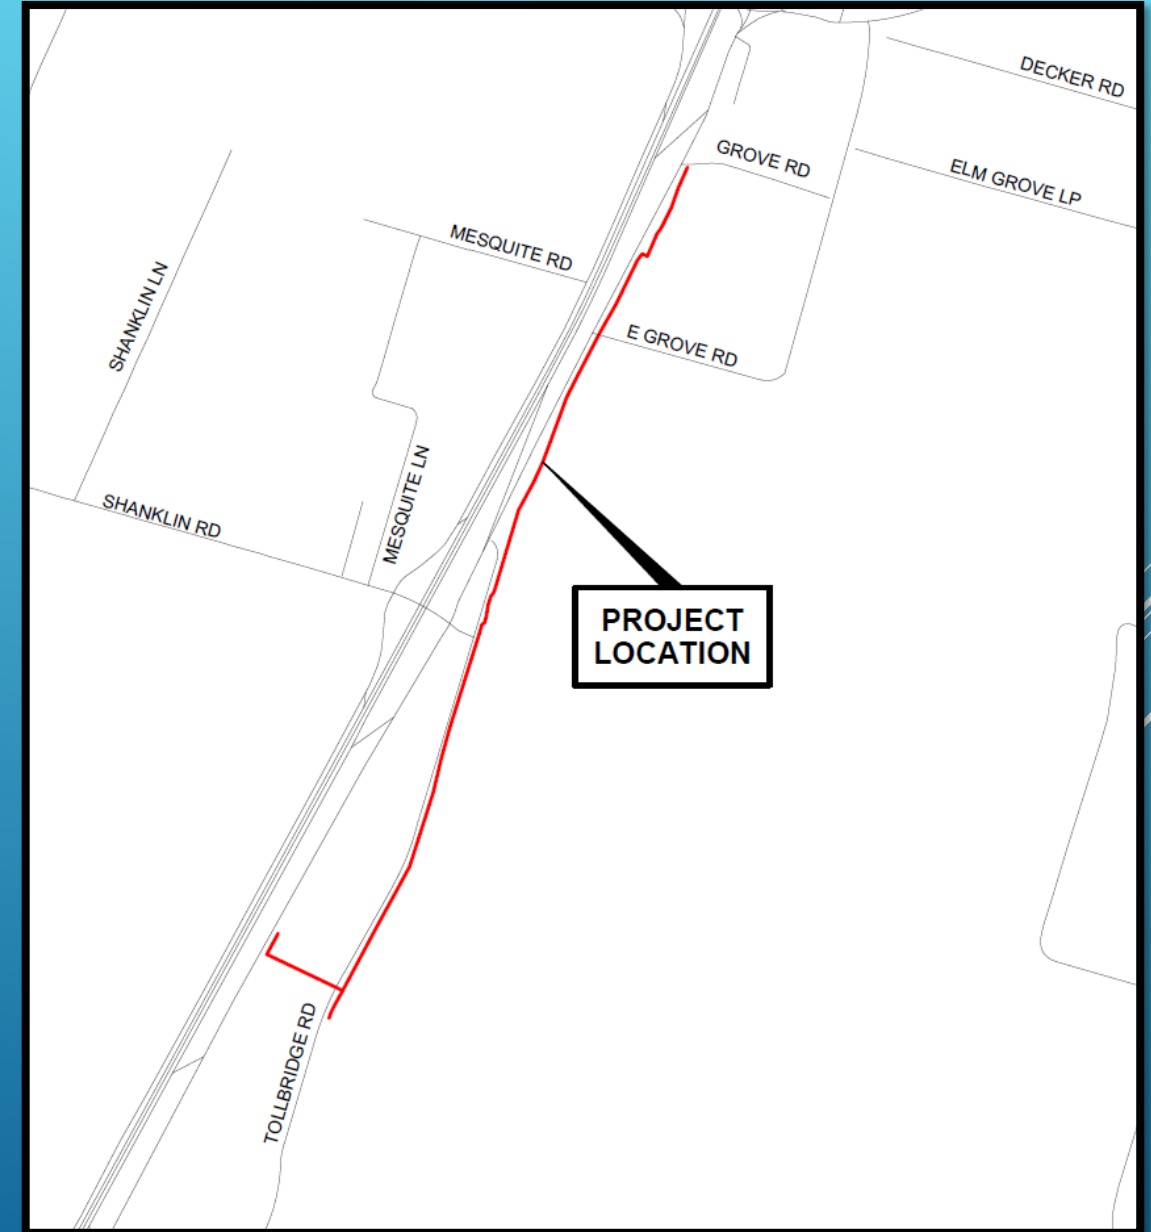 DECKER RD
GROVE RD
ELM GROVE LP
MESQUITE RD
SHANKLIN LN
E GROVE RD
MESQUITE LN
SHANKLIN RD
PROJECT
LOCATION
TOLLBRIDGE RD